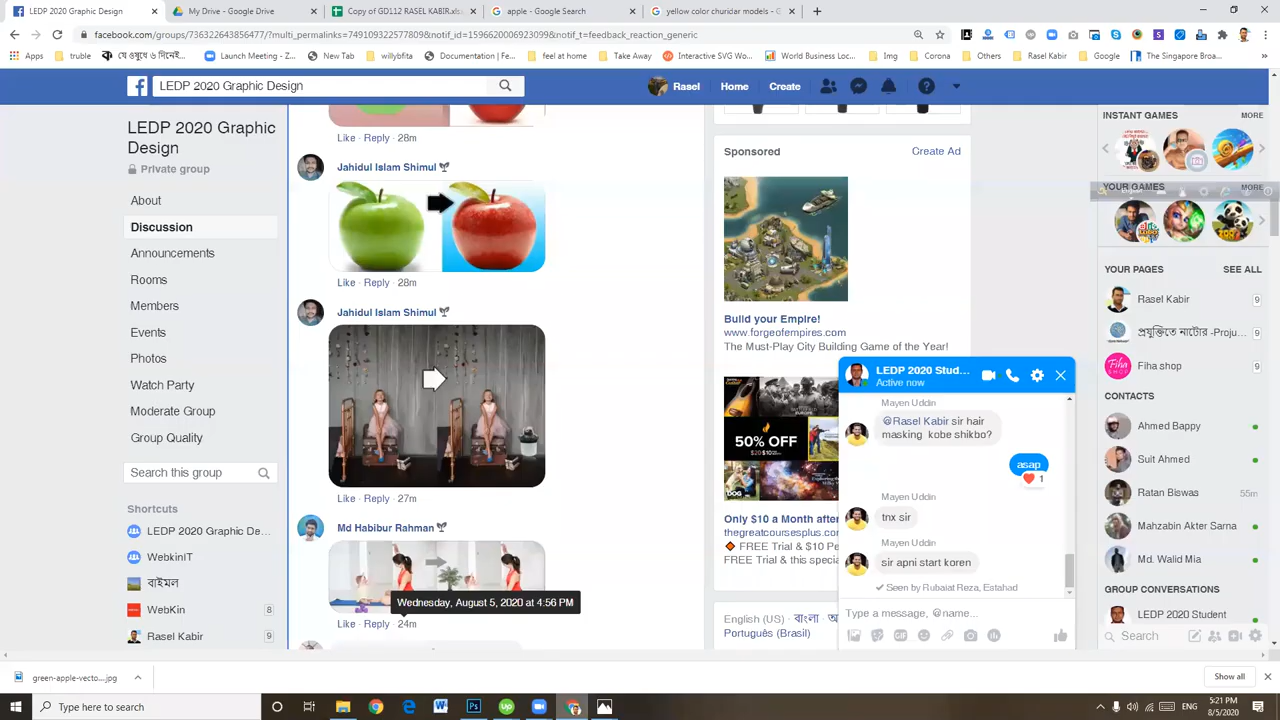 LEDP 2020 Graphic Design
My Drive - Google Drive
Copy of GD112 RASEL KABIR.xls
apple - Google Search
yellow color churidar models - G
facebook.com/groups/736322643856477/?multi_permalinks=749109322577809&notif_id=1596620006923099&notif_t=feedback_reaction_generic
Apps
truble
যে ওষুধে ৬ দিনেই...
Launch Meeting - Z...
New Tab
willybfita
Documentation | Fe...
feel at home
Take Away
Interactive SVG Wo...
World Business Loc...
Img
Corona
Others
Rasel Kabir
Google
The Singapore Broa...
LEDP 2020 Graphic Design
Rasel
Home
Create
LEDP 2020 Graphic
Design
Private group
About
Discussion
Announcements
Rooms
Members
Events
Photos
Watch Party
Moderate Group
Group Quality
Search this group
Shortcuts
LEDP 2020 Graphic De...
WebkinIT
বাইমল
WebKin 8
Rasel Kabir 9
Like · Reply · 28m
Jahidul Islam Shimul
Like · Reply · 28m
Jahidul Islam Shimul
Like · Reply · 27m
Md Habibur Rahman
Wednesday, August 5, 2020 at 4:56 PM
Like · Reply · 24m
Sponsored
Create Ad
Build your Empire!
www.forgeofempires.com
The Must-Play City Building Game of the Year!
50% OFF
DOG
Only $10 a Month after
thegreatcoursesplus.com
FREE Trial & $10 Pe
FREE Trial & this specia
English (US) · বাংলা ·
Português (Brasil)
LEDP 2020 Stud...
Active now
Mayen Uddin
@Rasel Kabir sir hair
masking kobe shikbo?
asap
1
Mayen Uddin
tnx sir
Mayen Uddin
sir apni start koren
Seen by Rubaiat Reza, Estahad
Type a message, @name...
GIF
INSTANT GAMES
MORE
YOUR GAMES
MORE
YOUR PAGES
SEE ALL
Rasel Kabir 9
প্রযুক্তিতে নাটোর -Proju... 9
Fiha shop 9
CONTACTS
Ahmed Bappy
Suit Ahmed
Ratan Biswas 55m
Mahzabin Akter Sarna
Md. Walid Mia
GROUP CONVERSATIONS
LEDP 2020 Student
Search
green-apple-vecto....jpg
Show all
Type here to search
ENG
5:21 PM
8/5/2020